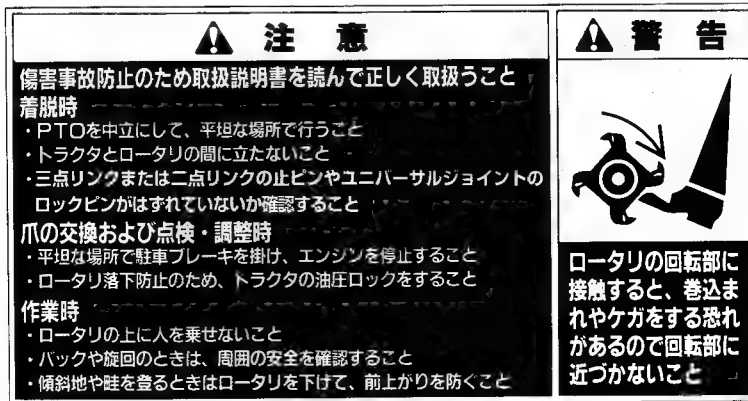 注意
傷害事故防止のため取扱説明書を読んで正しく取扱うこと
着脱時
・PTOを中立にして、平坦な場所で行うこと
・トラクタとロータリの間に立たないこと
・三点リンクまたは二点リンクの止ピンやユニバーサルジョイントの
ロックピンがはずれていないか確認すること
爪の交換および点検・調整時
・平坦な場所で駐車ブレーキを掛け、エンジンを停止すること
・ロータリ落下防止のため、トラクタの油圧ロックをすること
作業時
・ロータリの上に人を乗せないこと
・バックや旋回のときは、周囲の安全を確認すること
・傾斜地や畦を登るときはロータリを下げて、前上がりを防ぐこと
警告
ロータリの回転部に
接触すると、巻込ま
れやケガをする恐れ
があるので回転部に
近づかないこと